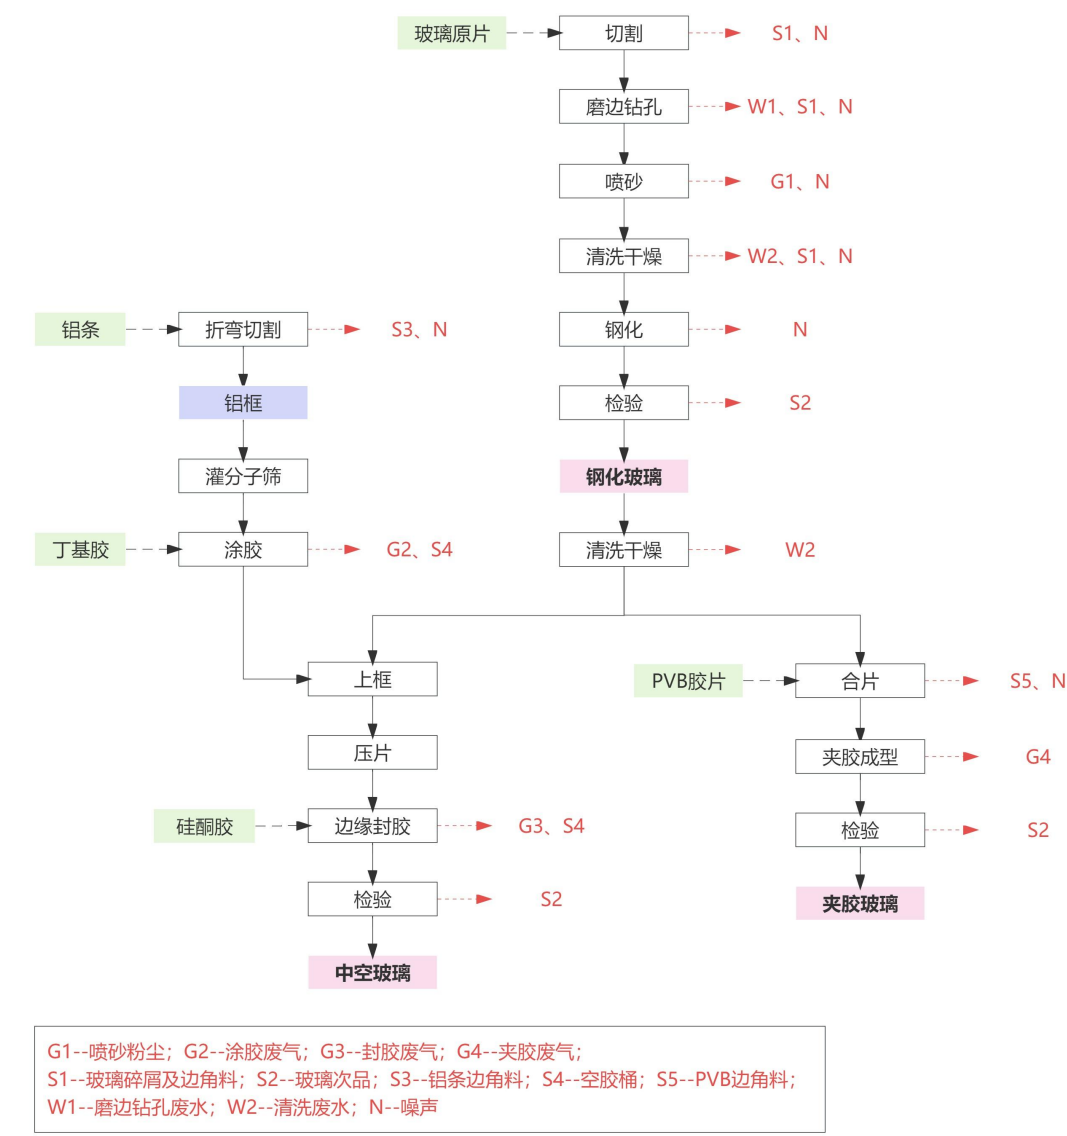 玻璃原片
切割
S1、N
磨边钻孔
W1、S1、N
喷砂
G1、N
清洗干燥
W2、S1、N
铝条
折弯切割
S3、N
钢化
N
铝框
检验
S2
灌分子筛
钢化玻璃
丁基胶
涂胶
G2、S4
清洗干燥
W2
上框
PVB胶片
合片
S5、N
压片
夹胶成型
G4
硅酮胶
边缘封胶
G3、S4
检验
S2
检验
S2
夹胶玻璃
中空玻璃
G1--喷砂粉尘；G2--涂胶废气；G3--封胶废气；G4--夹胶废气；
S1--玻璃碎屑及边角料；S2--玻璃次品；S3--铝条边角料；S4--空胶桶；S5--PVB边角料；
W1--磨边钻孔废水；W2--清洗废水；N--噪声